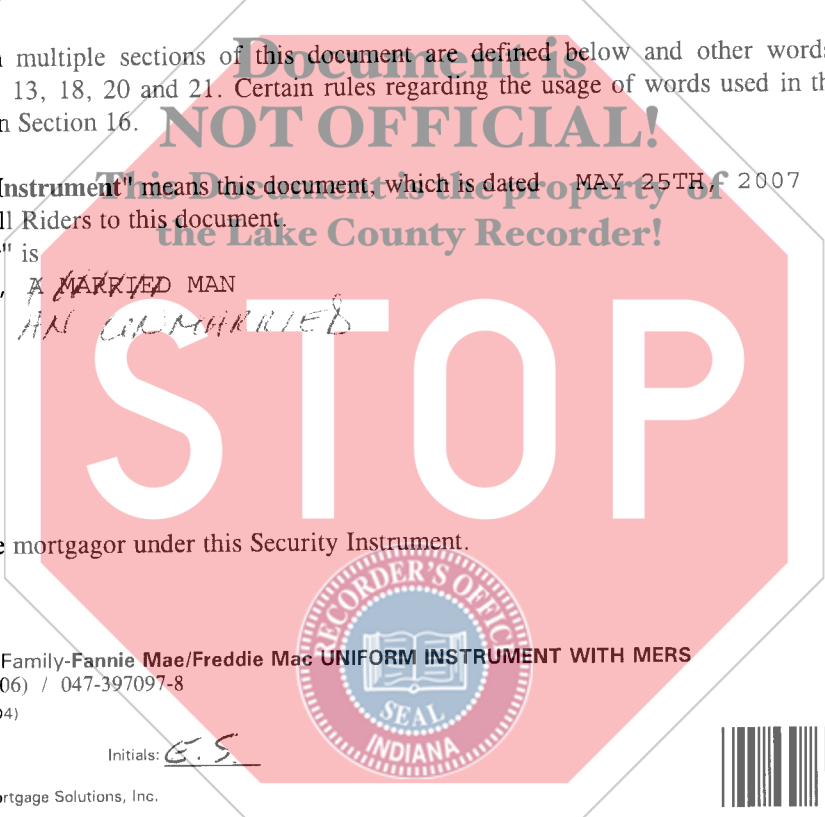 multiple sections of this document are defined below and other words
13, 18, 20 and 21. Certain rules regarding the usage of words used in th
n Section 16.
Document is
NOT OFFICIAL!
This Document is the property of
the Lake County Recorder!
Instrument" means this document, which is dated MAY 25TH, 2007
ll Riders to this document.
" is
, A MARRIED MAN
AN UNMARRIED
STOP
e mortgagor under this Security Instrument.
RECORDER'S OFFICE
SEAL
INDIANA
Family-Fannie Mae/Freddie Mac UNIFORM INSTRUMENT WITH MERS
06) / 047-397097-8
04)
Initials: E. S.
rtgage Solutions, Inc.